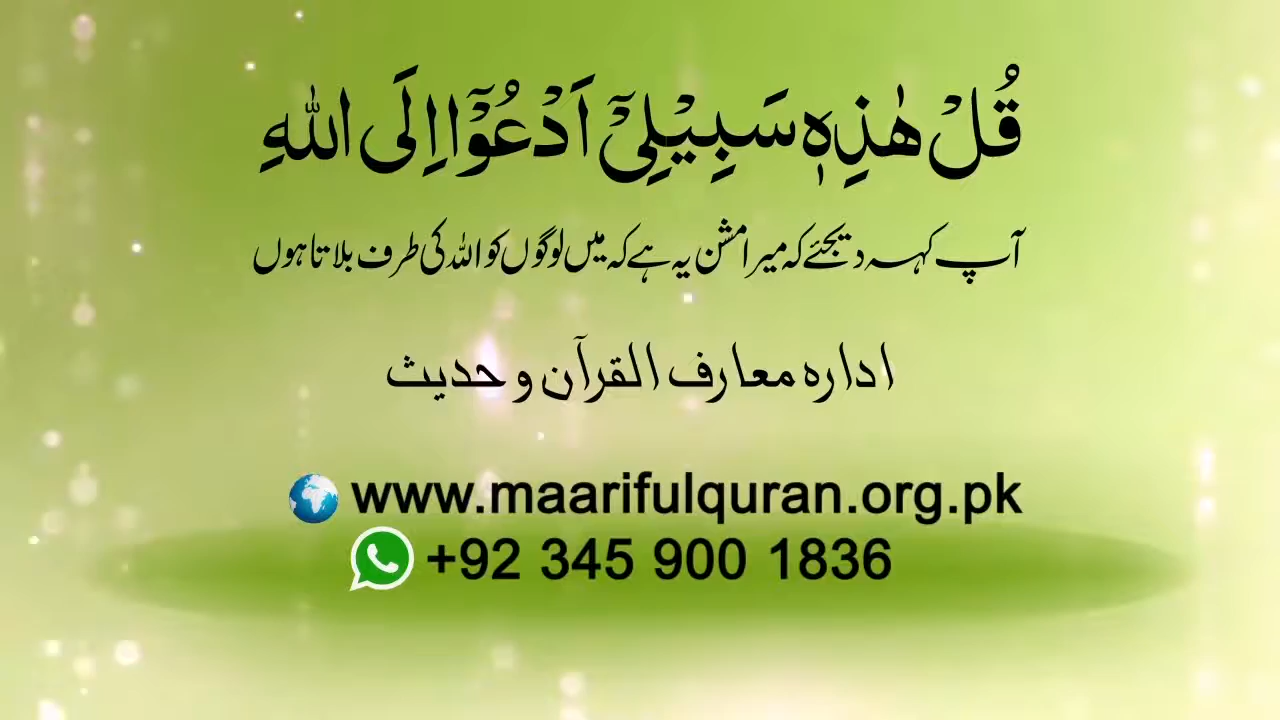 قُلْ هٰذِهٖ سَبِيْلِىْٓ اَدْعُوْٓا اِلَى اللّٰهِ
آپ کہہ دیجئے کہ میرا مشن یہ ہے کہ میں لوگوں کو اللہ کی طرف بلاتا ہوں
ادارہ معارف القرآن و حدیث
www.maarifulquran.org.pk
+92 345 900 1836